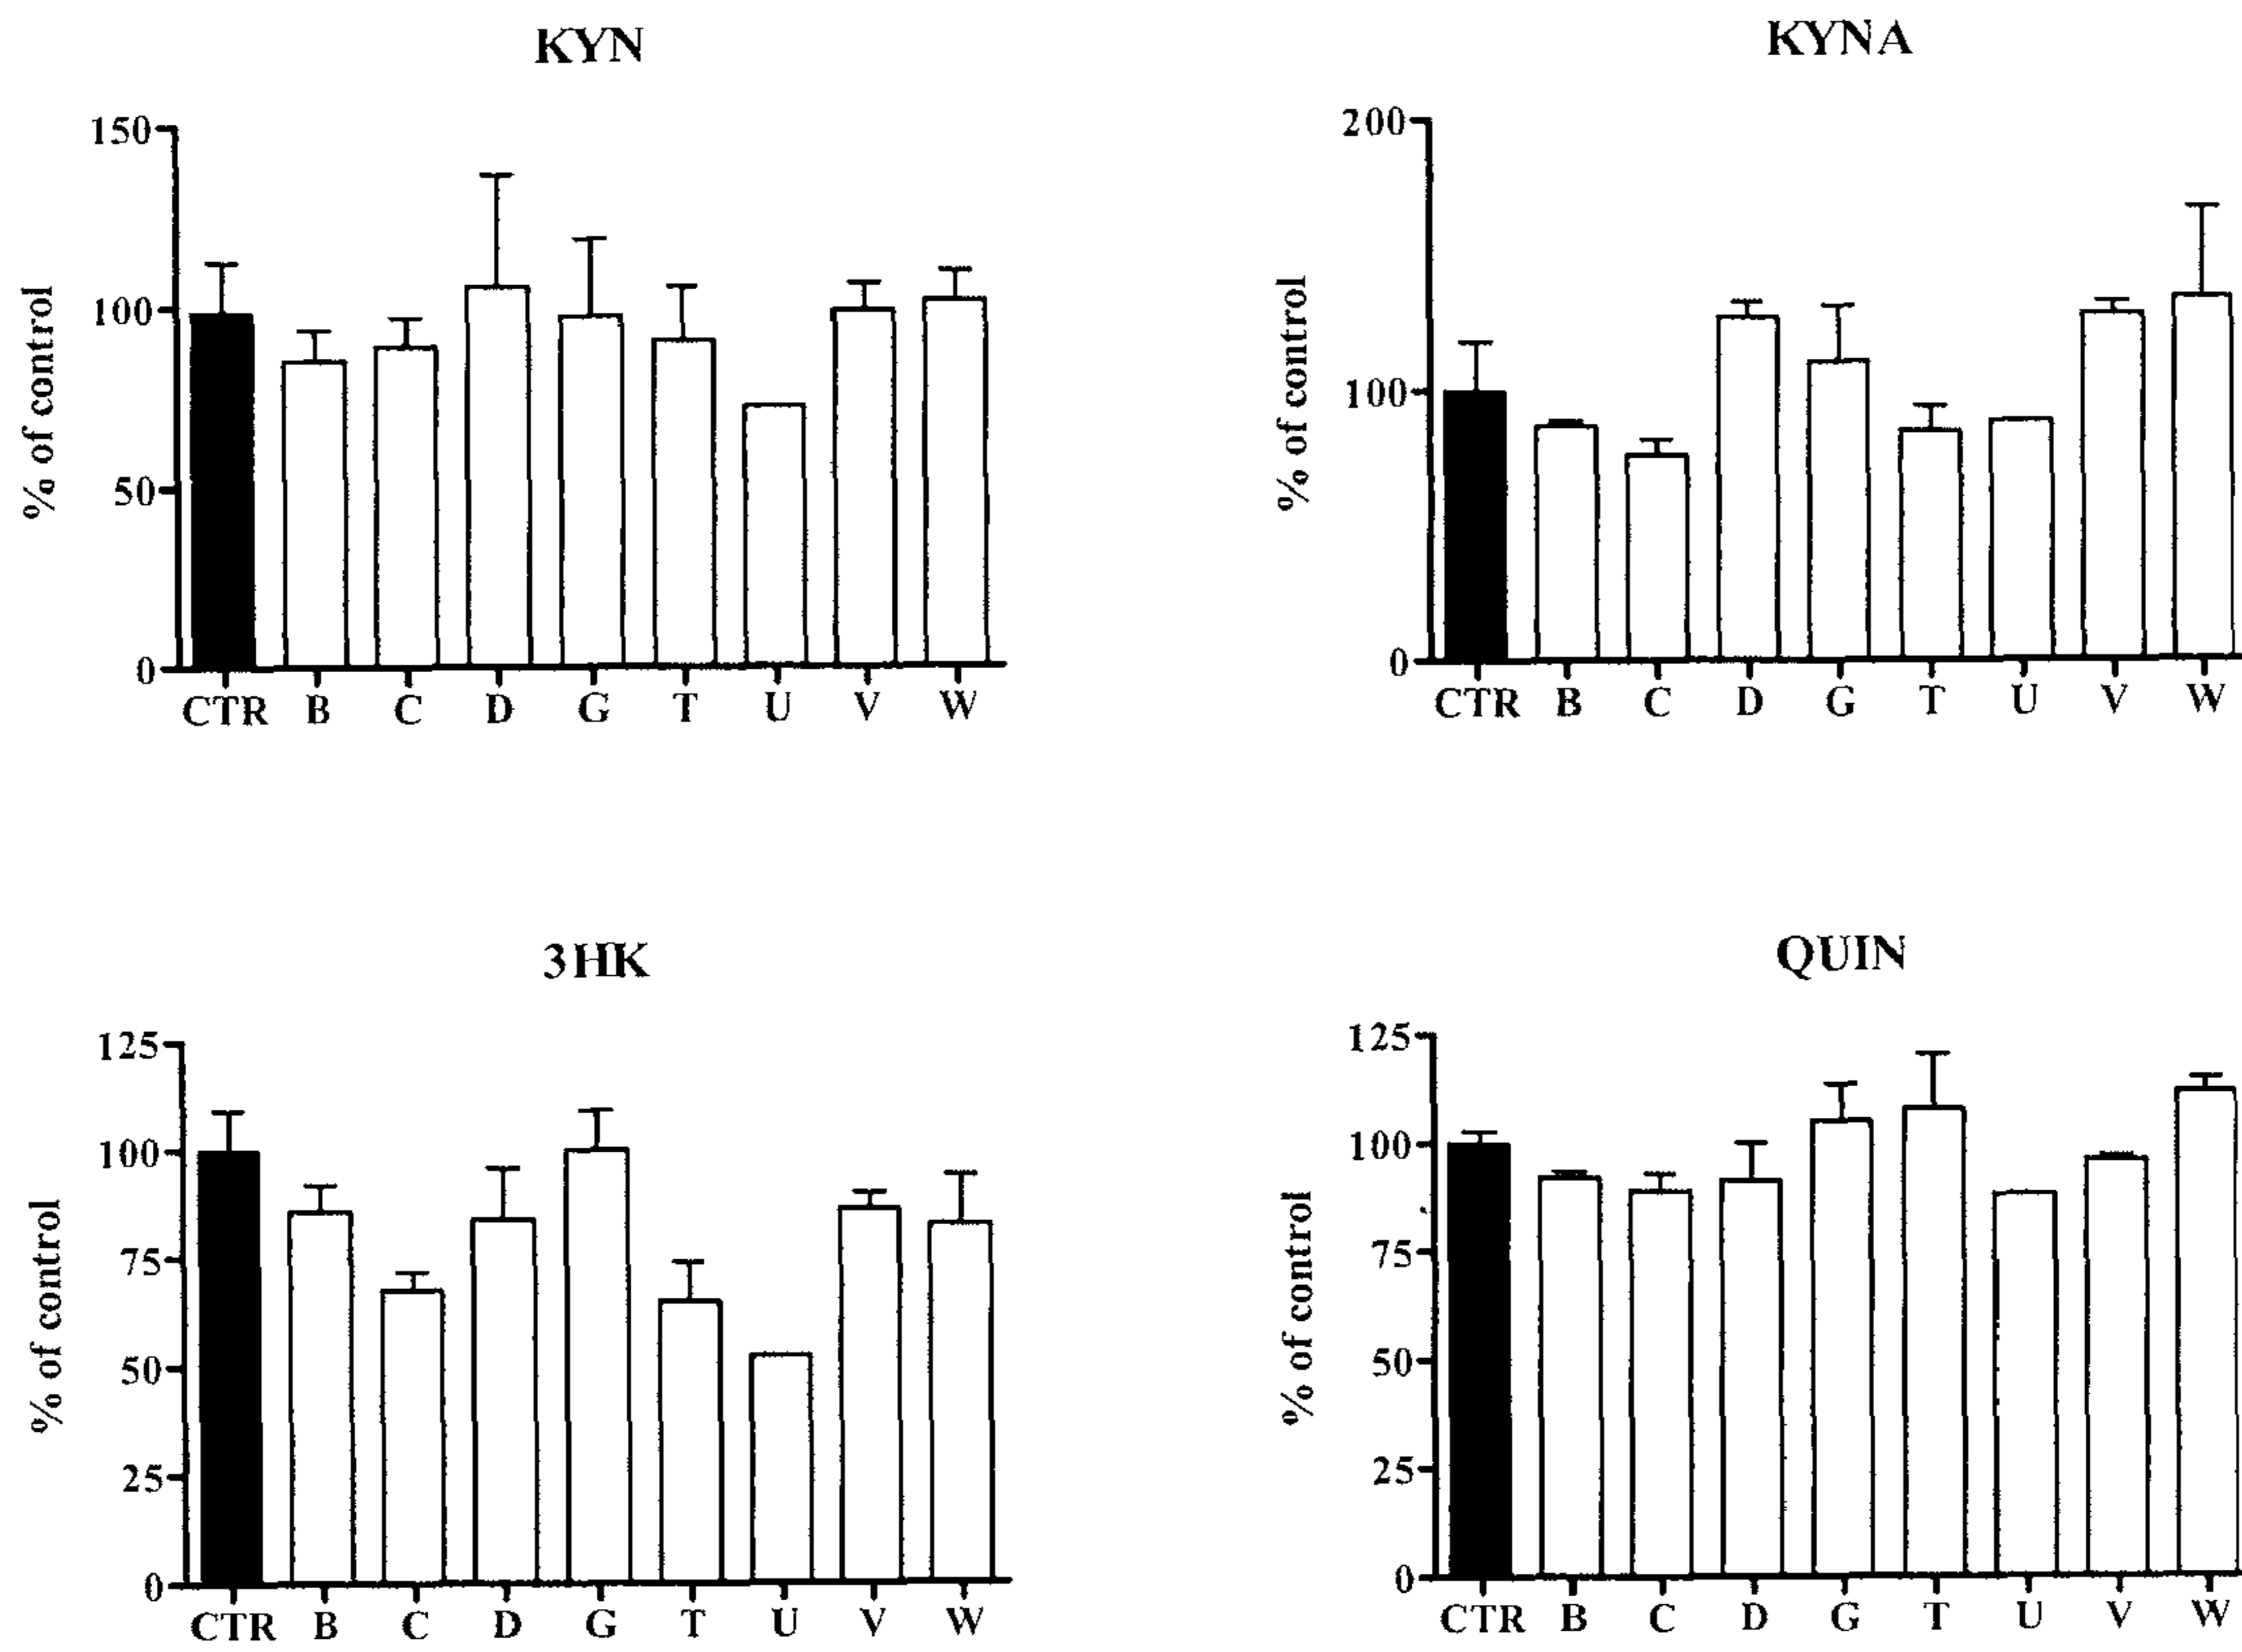 KYN
% of control
150
100
50
0
CTR B C D G T U V W
KYNA
% of control
200
100
0
CTR B C D G T U V W
3HK
% of control
125
100
75
50
25
0
CTR B C D G T U V W
QUIN
% of control
125
100
75
50
25
0
CTR B C D G T U V W